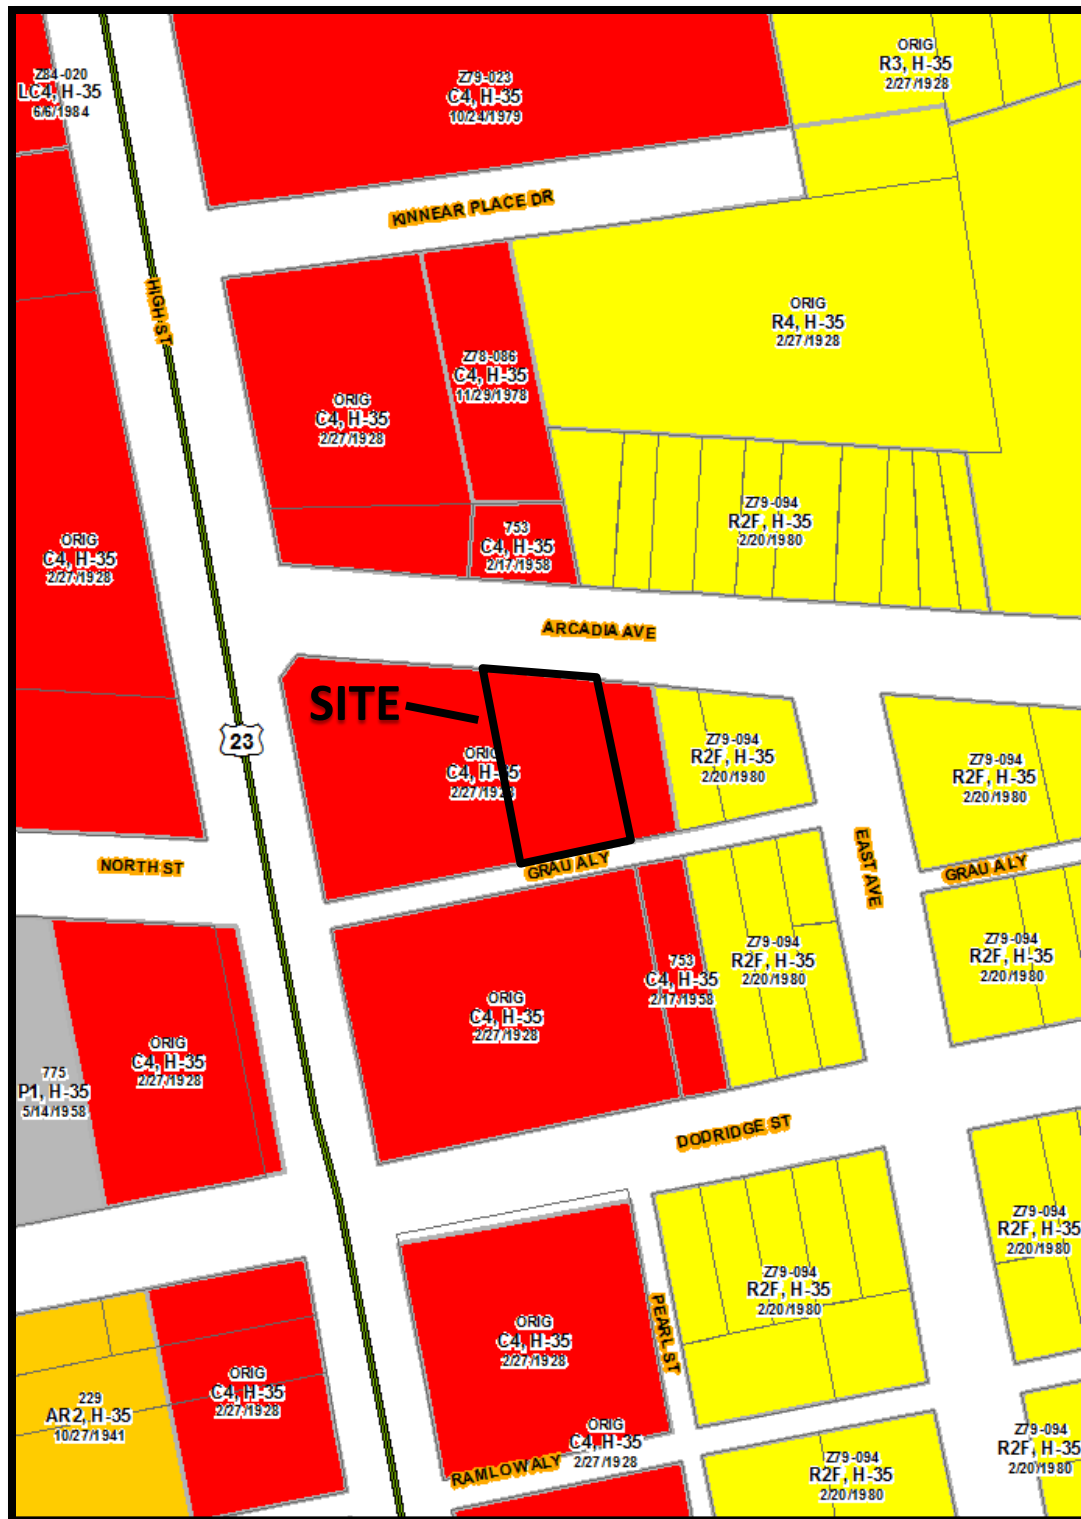 Z84-020
LC4, H-35
6/6/1984
Z79-023
C4, H-35
10/24/1979
ORIG
R3, H-35
2/27/1928
KINNEAR PLACE DR
HIGH ST
ORIG
R4, H-35
2/27/1928
Z78-086
C4, H-35
11/29/1978
ORIG
C4, H-35
2/27/1928
ORIG
C4, H-35
2/27/1928
753
C4, H-35
2/17/1958
Z79-094
R2F, H-35
2/20/1980
ARCADIA AVE
SITE
23
ORIG
C4, H-35
2/27/1928
Z79-094
R2F, H-35
2/20/1980
Z79-094
R2F, H-35
2/20/1980
NORTH ST
GRAU ALY
EAST AVE
GRAU ALY
ORIG
C4, H-35
2/27/1928
753
C4, H-35
2/17/1958
Z79-094
R2F, H-35
2/20/1980
Z79-094
R2F, H-35
2/20/1980
775
P1, H-35
5/14/1958
ORIG
C4, H-35
2/27/1928
DODRIDGE ST
Z79-094
R2F, H-35
2/20/1980
Z79-094
R2F, H-35
2/20/1980
PEARL ST
ORIG
C4, H-35
2/27/1928
229
AR2, H-35
10/27/1941
ORIG
C4, H-35
2/27/1928
ORIG
C4, H-35
2/27/1928
RAMLOW ALY
Z79-094
R2F, H-35
2/20/1980
Z79-094
R2F, H-35
2/20/1980